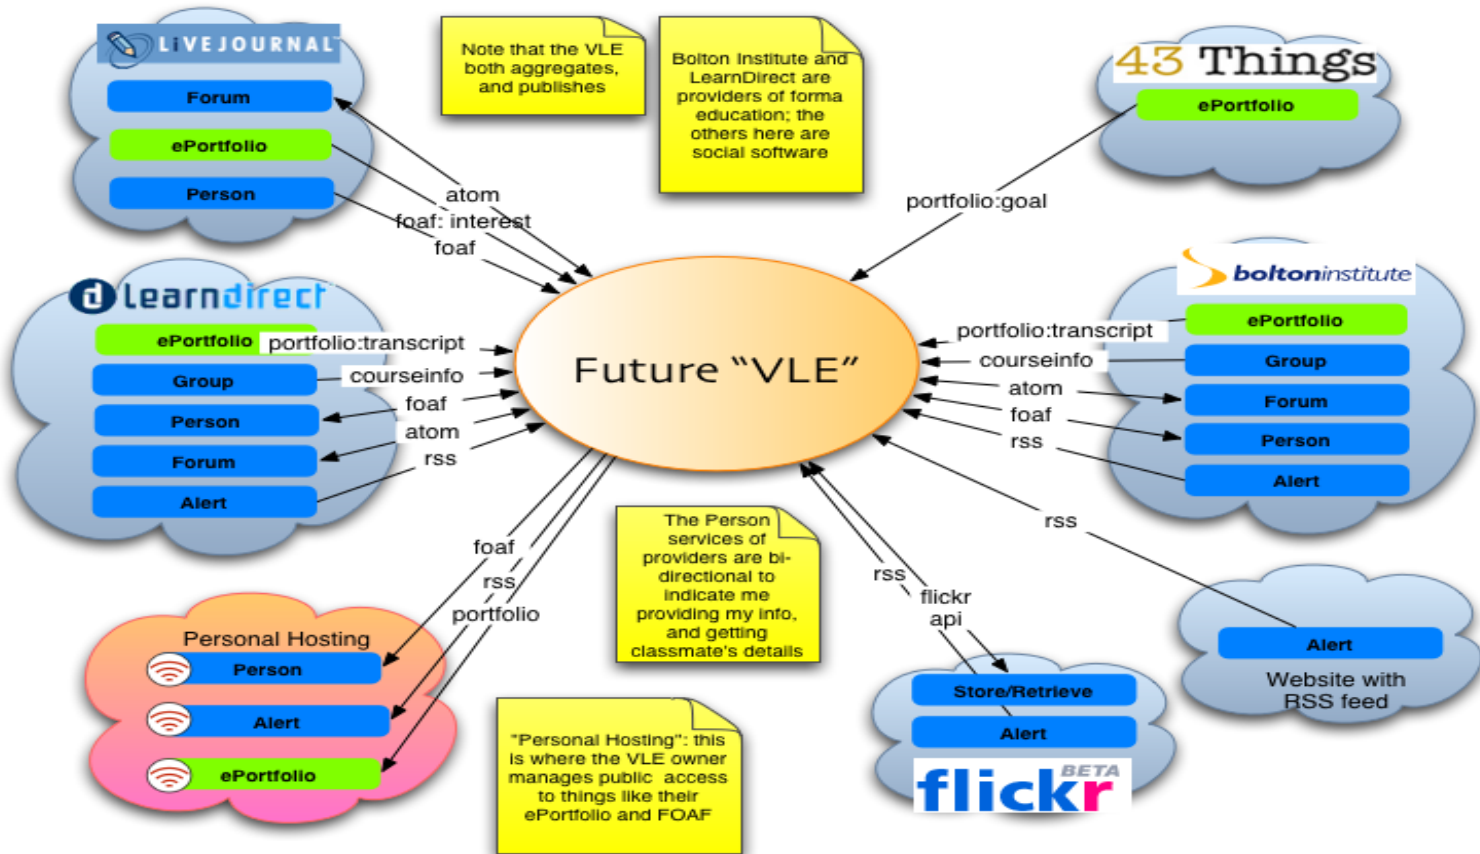 LiVEJOURNAL
Forum
ePortfolio
Person
atom
foaf: interest
foaf
Note that the VLE
both aggregates,
and publishes
Bolton Institute and
LearnDirect are
providers of forma
education; the
others here are
social software
43 Things
ePortfolio
portfolio:goal
learndirect
ePortfolio
Group
Person
Forum
Alert
portfolio:transcript
courseinfo
foaf
atom
rss
Future “VLE”
boltoninstitute
ePortfolio
Group
Forum
Person
Alert
portfolio:transcript
courseinfo
atom
foaf
rss
foaf
rss
portfolio
Personal Hosting
Person
Alert
ePortfolio
The Person
services of
providers are bi-
directional to
indicate me
providing my info,
and getting
classmate's details
"Personal Hosting": this
is where the VLE owner
manages public access
to things like their
ePortfolio and FOAF
rss
flickr
api
Store/Retrieve
Alert
flickr
BETA
rss
Alert
Website with
RSS feed